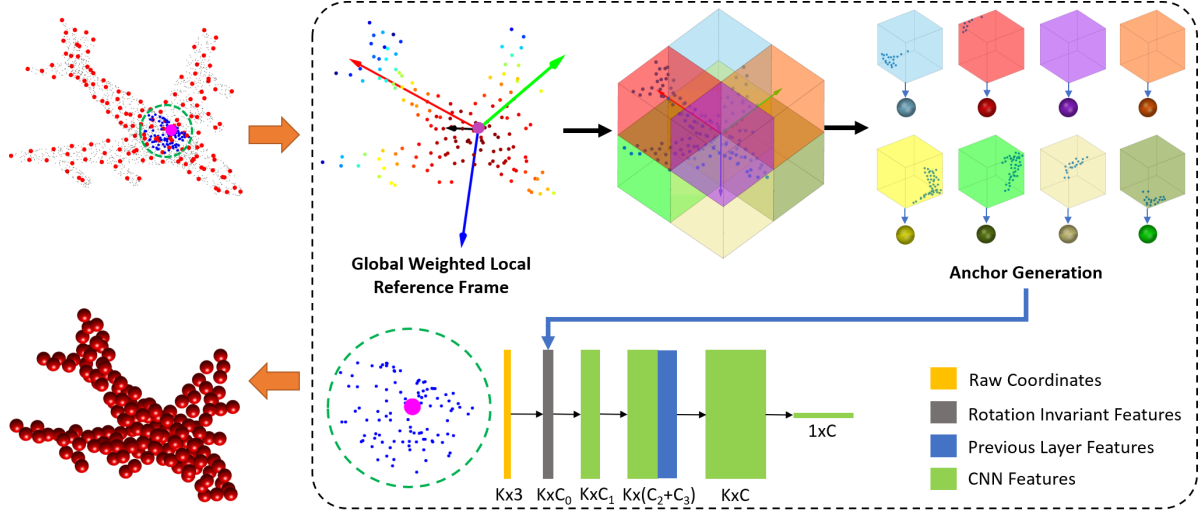 Global Weighted Local
Reference Frame
Anchor Generation
Raw Coordinates
Rotation Invariant Features
Previous Layer Features
CNN Features
1xC
Kx3
KxC₀
KxC₁
Kx(C₂+C₃)
KxC